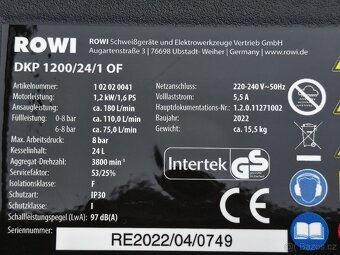 ROWI ROWI Schweißgeräte und Elektrowerkzeuge Vertrieb GmbH
Augartenstraße 3 | 76698 Ubstadt- Weiher | Germany | www.rowi.de
DKP 1200/24/1 OF
Artikelnummer: 1 02 02 0041 Netzanschluss: 220-240 V~50Hz
Motorleistung: 1,2 kW/1,6 PS Volllaststrom: 5,5 A
Ansaugleistung: ca. 180 L/min Hauptdokumentations-Nr.: 1.2.0.11271002
Füllleistung: 0-8 bar ca. 110,0 L/min Baujahr: 2022
6-8 bar ca. 75,0 L/min Gewicht: ca. 15,5 kg
Arbeitsdruck Max.: 8 bar
Kesselinhalt: 24 L
Aggregat-Drehzahl: 3800 min⁻¹
Servicefaktor: S3/25%
Isolationsklasse: F
Schutzart: IP30
Schutzklasse: I
Schallleistungspegel (LwA): 97 dB(A)
Seriennummer:
Intertek GS
RE2022/04/0749
bazos.cz